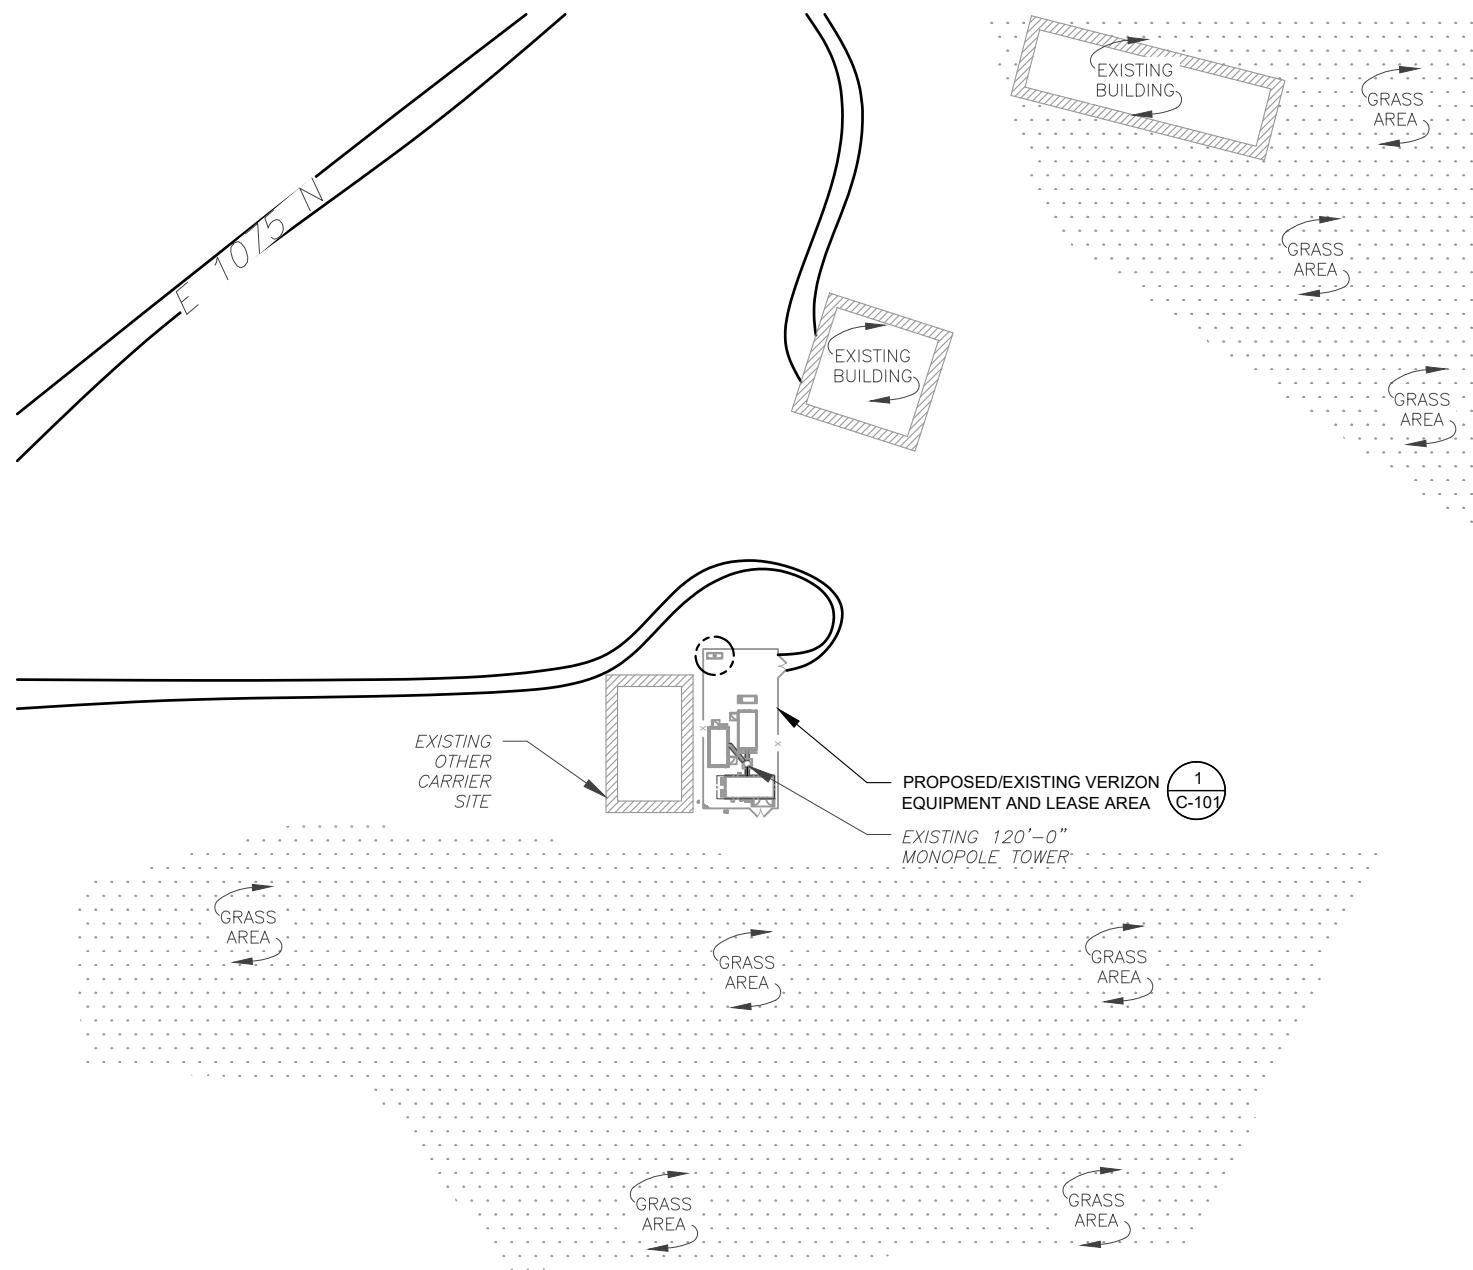 EXISTING
BUILDING
GRASS
AREA
E 1075 N
GRASS
AREA
EXISTING
BUILDING
GRASS
AREA
EXISTING
OTHER
CARRIER
SITE
PROPOSED/EXISTING VERIZON
EQUIPMENT AND LEASE AREA
1
C-101
EXISTING 120'-0"
MONOPOLE TOWER
GRASS
AREA
GRASS
AREA
GRASS
AREA
GRASS
AREA
GRASS
AREA